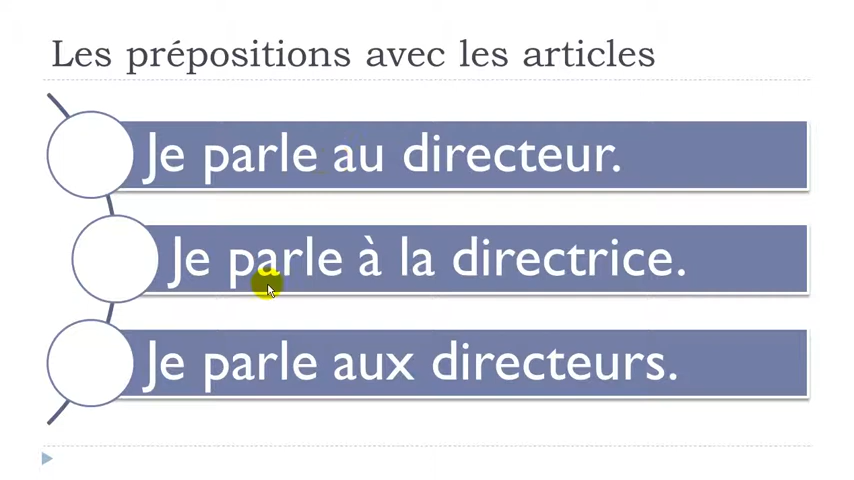 Les prépositions avec les articles
Je parle au directeur.
Je parle à la directrice.
Je parle aux directeurs.